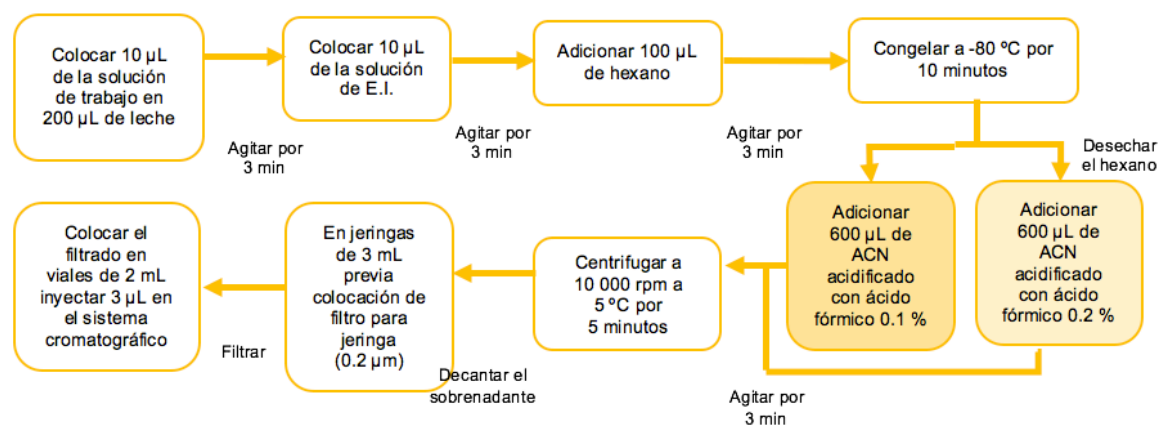 Colocar 10 µL
de la solución
de trabajo en
200 µL de leche
Agitar por
3 min
Colocar 10 µL
de la solución
de E.I.
Agitar por
3 min
Adicionar 100 µL
de hexano
Agitar por
3 min
Congelar a -80 ºC por
10 minutos
Desechar
el hexano
Adicionar
600 µL de
ACN
acidificado
con ácido
fórmico 0.1 %
Adicionar
600 µL de
ACN
acidificado
con ácido
fórmico 0.2 %
Agitar por
3 min
Centrifugar a
10 000 rpm a
5 ºC por
5 minutos
Decantar el
sobrenadante
En jeringas
de 3 mL
previa
colocación de
filtro para
jeringa
(0.2 µm)
Filtrar
Colocar el
filtrado en
viales de 2 mL
inyectar 3 µL en
el sistema
cromatográfico